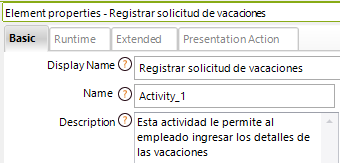 Element properties - Registrar solicitud de vacaciones
Basic Runtime Extended Presentation Action
Display Name ? Registrar solicitud de vacaciones
Name ? Activity_1
Description ? Esta actividad le permite al
empleado ingresar los detalles de
las vacaciones